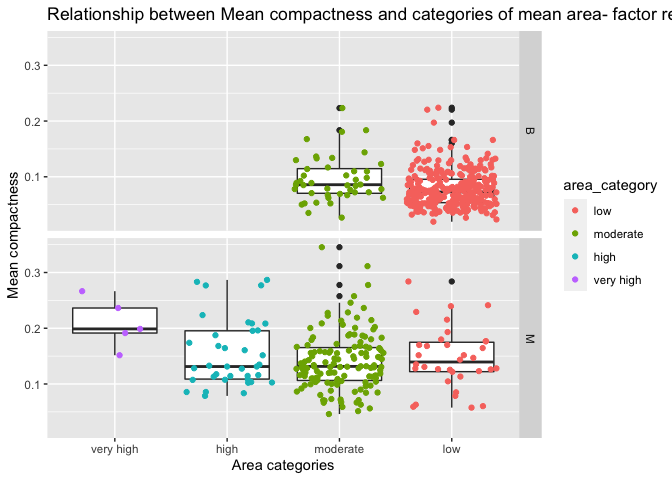 Relationship between Mean compactness and categories of mean area- factor re
Mean compactness
0.3
0.2
0.1
B
0.3
0.2
0.1
M
very high high moderate low
Area categories
area_category
low
moderate
high
very high